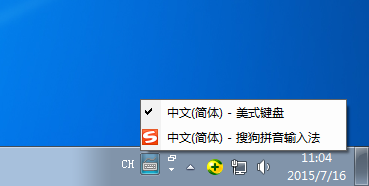 中文(简体) - 美式键盘
中文(简体) - 搜狗拼音输入法
CH
11:04
2015/7/16